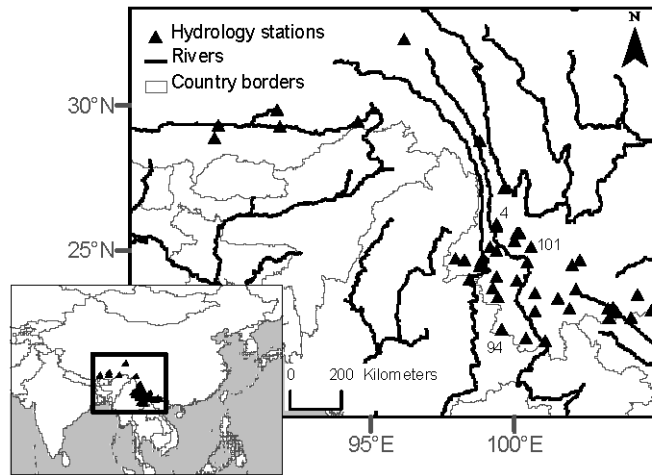 Hydrology stations
Rivers
Country borders
N
30°N
4
101
25°N
94
0 200 Kilometers
95°E 100°E